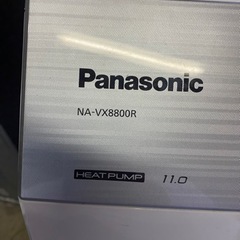 Panasonic
NA-VX8800R
HEAT PUMP 11.0